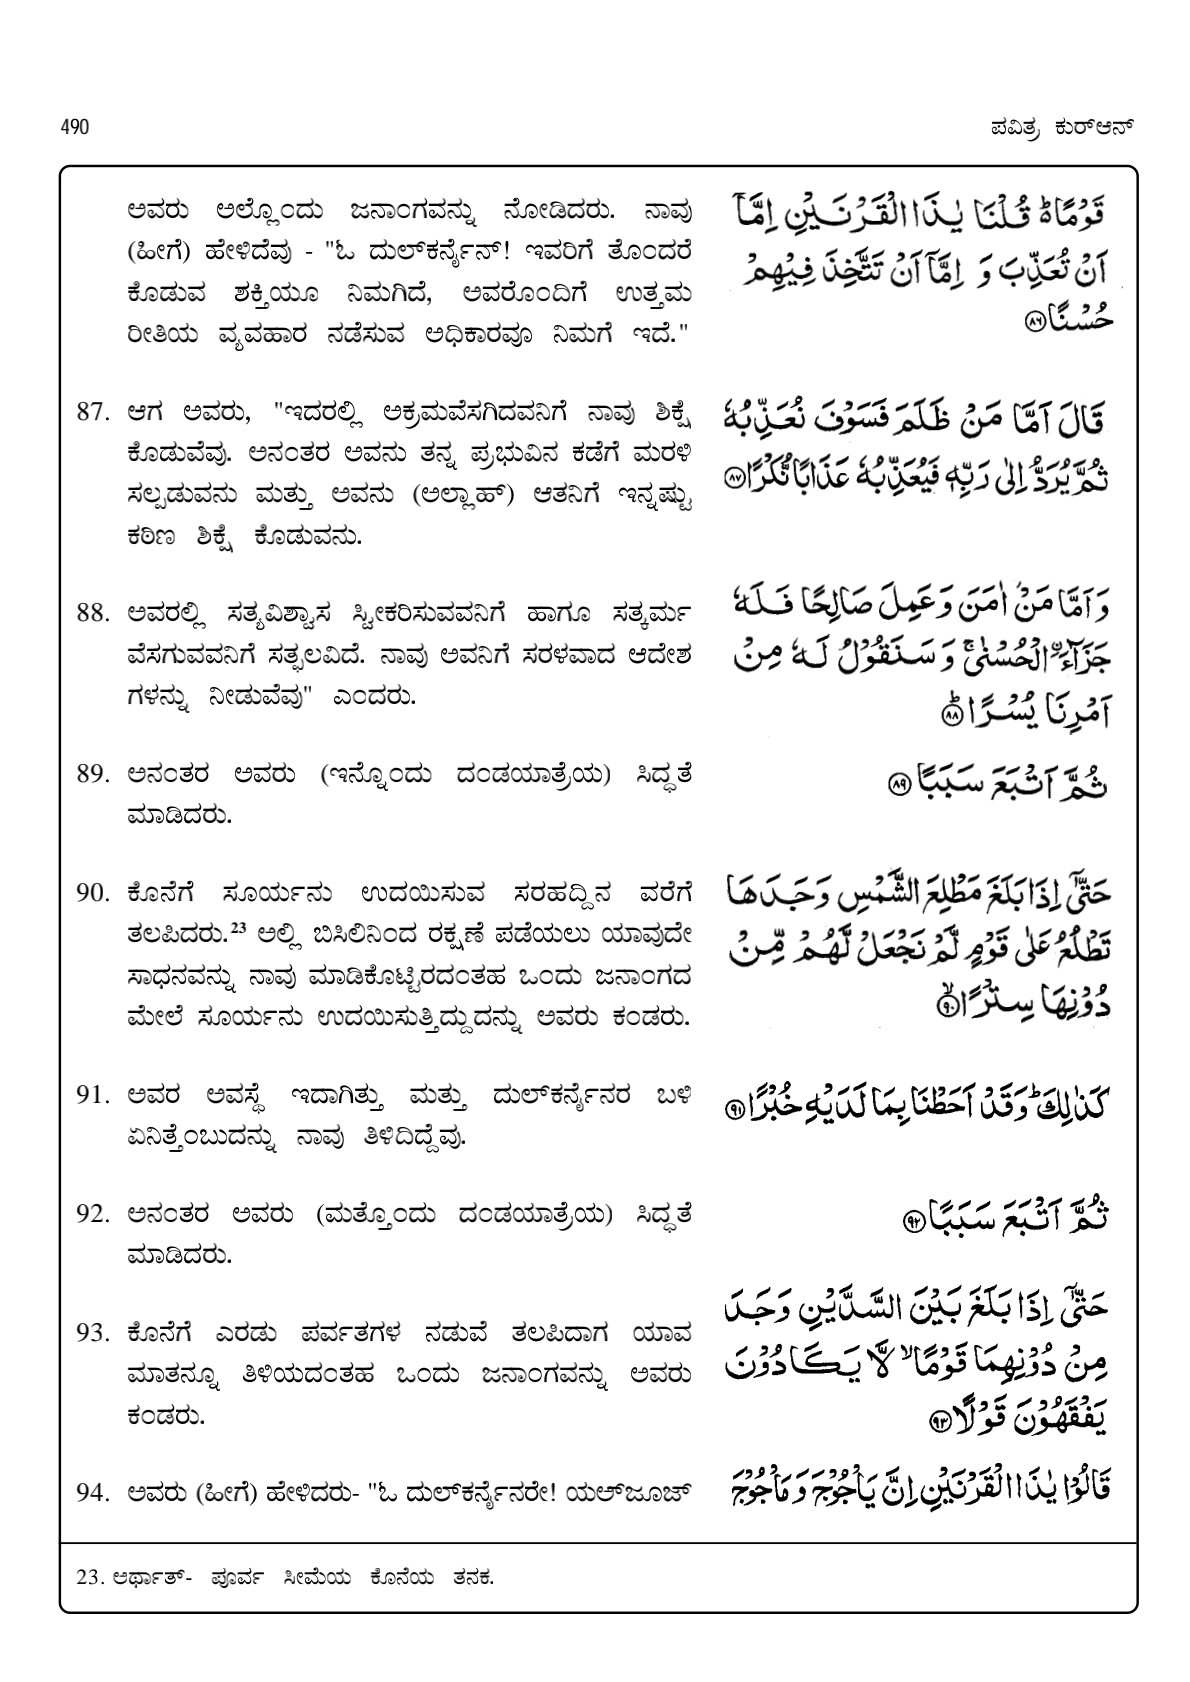 490
ಪವಿತ್ರ ಕುರ್‌ಆನ್
ಅವರು ಅಲ್ಲೊಂದು ಜನಾಂಗವನ್ನು ನೋಡಿದರು. ನಾವು
(ಹೀಗೆ) ಹೇಳಿದೆವು - "ಓ ದುಲ್‌ಕರ್ನೈನ್! ಇವರಿಗೆ ತೊಂದರೆ
ಕೊಡುವ ಶಕ್ತಿಯೂ ನಿಮಗಿದೆ, ಅವರೊಂದಿಗೆ ಉತ್ತಮ
ರೀತಿಯ ವ್ಯವಹಾರ ನಡೆಸುವ ಅಧಿಕಾರವೂ ನಿಮಗೆ ಇದೆ."
قَوْمًا ۗ قُلْنَا يٰذَا الْقَرْنَيْنِ اِمَّآ
اَنْ تُعَذِّبَ وَ اِمَّآ اَنْ تَتَّخِذَ فِيْهِمْ
حُسْنًا ۝٨٦
87. ಆಗ ಅವರು, "ಇದರಲ್ಲಿ ಅಕ್ರಮವೆಸಗಿದವನಿಗೆ ನಾವು ಶಿಕ್ಷೆ
ಕೊಡುವೆವು. ಅನಂತರ ಅವನು ತನ್ನ ಪ್ರಭುವಿನ ಕಡೆಗೆ ಮರಳಿ
ಸಲ್ಪಡುವನು ಮತ್ತು ಅವನು (ಅಲ್ಲಾಹ್) ಆತನಿಗೆ ಇನ್ನಷ್ಟು
ಕಠಿಣ ಶಿಕ್ಷೆ ಕೊಡುವನು.
قَالَ اَمَّا مَنْ ظَلَمَ فَسَوْفَ نُعَذِّبُهٗ
ثُمَّ يُرَدُّ اِلٰى رَبِّهٖ فَيُعَذِّبُهٗ عَذَابًا نُّكْرًا ۝٨٧
88. ಅವರಲ್ಲಿ ಸತ್ಯವಿಶ್ವಾಸ ಸ್ವೀಕರಿಸುವವನಿಗೆ ಹಾಗೂ ಸತ್ಕರ್ಮ
ವೆಸಗುವವನಿಗೆ ಸತ್ಫಲವಿದೆ. ನಾವು ಅವನಿಗೆ ಸರಳವಾದ ಆದೇಶ
ಗಳನ್ನು ನೀಡುವೆವು" ಎಂದರು.
وَ اَمَّا مَنْ اٰمَنَ وَ عَمِلَ صَالِحًا فَلَهٗ
جَزَآءَ ۨالْحُسْنٰى ۚ وَ سَنَقُوْلُ لَهٗ مِنْ
اَمْرِنَا يُسْرًا ۝٨٨
89. ಅನಂತರ ಅವರು (ಇನ್ನೊಂದು ದಂಡಯಾತ್ರೆಯ) ಸಿದ್ಧತೆ
ಮಾಡಿದರು.
ثُمَّ اَتْبَعَ سَبَبًا ۝٨٩
90. ಕೊನೆಗೆ ಸೂರ್ಯನು ಉದಯಿಸುವ ಸರಹದ್ದಿನ ವರೆಗೆ
ತಲಪಿದರು.²³ ಅಲ್ಲಿ ಬಿಸಿಲಿನಿಂದ ರಕ್ಷಣೆ ಪಡೆಯಲು ಯಾವುದೇ
ಸಾಧನವನ್ನು ನಾವು ಮಾಡಿಕೊಟ್ಟಿರದಂತಹ ಒಂದು ಜನಾಂಗದ
ಮೇಲೆ ಸೂರ್ಯನು ಉದಯಿಸುತ್ತಿದ್ದುದನ್ನು ಅವರು ಕಂಡರು.
حَتّٰٓى اِذَا بَلَغَ مَطْلِعَ الشَّمْسِ وَجَدَهَا
تَطْلُعُ عَلٰى قَوْمٍ لَّمْ نَجْعَلْ لَّهُمْ مِّنْ
دُوْنِهَا سِتْرًا ۙ۝٩٠
91. ಅವರ ಅವಸ್ಥೆ ಇದಾಗಿತ್ತು ಮತ್ತು ದುಲ್‌ಕರ್ನೈನರ ಬಳಿ
ಏನಿತ್ತೆಂಬುದನ್ನು ನಾವು ತಿಳಿದಿದ್ದೆವು.
كَذٰلِكَ ۗ وَقَدْ اَحَطْنَا بِمَا لَدَيْهِ خُبْرًا ۝٩١
92. ಅನಂತರ ಅವರು (ಮತ್ತೊಂದು ದಂಡಯಾತ್ರೆಯ) ಸಿದ್ಧತೆ
ಮಾಡಿದರು.
ثُمَّ اَتْبَعَ سَبَبًا ۝٩٢
93. ಕೊನೆಗೆ ಎರಡು ಪರ್ವತಗಳ ನಡುವೆ ತಲಪಿದಾಗ ಯಾವ
ಮಾತನ್ನೂ ತಿಳಿಯದಂತಹ ಒಂದು ಜನಾಂಗವನ್ನು ಅವರು
ಕಂಡರು.
حَتّٰٓى اِذَا بَلَغَ بَيْنَ السَّدَّيْنِ وَجَدَ
مِنْ دُوْنِهِمَا قَوْمًا ۙ لَّا يَكَادُوْنَ
يَفْقَهُوْنَ قَوْلًا ۝٩٣
94. ಅವರು (ಹೀಗೆ) ಹೇಳಿದರು- "ಓ ದುಲ್‌ಕರ್ನೈನರೇ! ಯಅ್‌ಜೂಜ್
قَالُوْا يٰذَا الْقَرْنَيْنِ اِنَّ يَاْجُوْجَ وَ مَاْجُوْجَ
23. ಅರ್ಥಾತ್- ಪೂರ್ವ ಸೀಮೆಯ ಕೊನೆಯ ತನಕ.